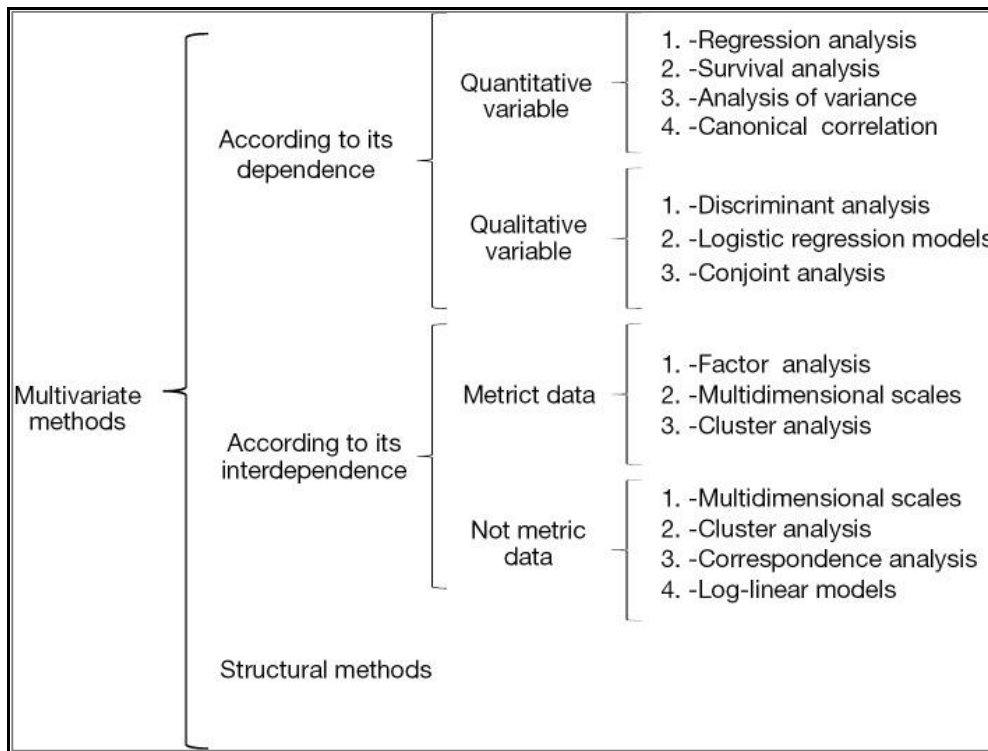 Multivariate
methods
According to its
dependence
Quantitative
variable
1. -Regression analysis
2. -Survival analysis
3. -Analysis of variance
4. -Canonical correlation
Qualitative
variable
1. -Discriminant analysis
2. -Logistic regression models
3. -Conjoint analysis
According to its
interdependence
Metrict data
1. -Factor analysis
2. -Multidimensional scales
3. -Cluster analysis
Not metric
data
1. -Multidimensional scales
2. -Cluster analysis
3. -Correspondence analysis
4. -Log-linear models
Structural methods